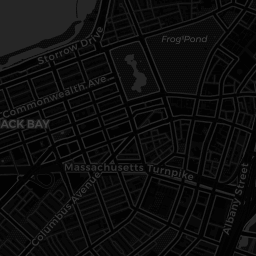 Frog Pond
Storrow Drive
Commonwealth Ave
ACK BAY
Massachusetts Turnpike
Columbus Avenue
Albany Street